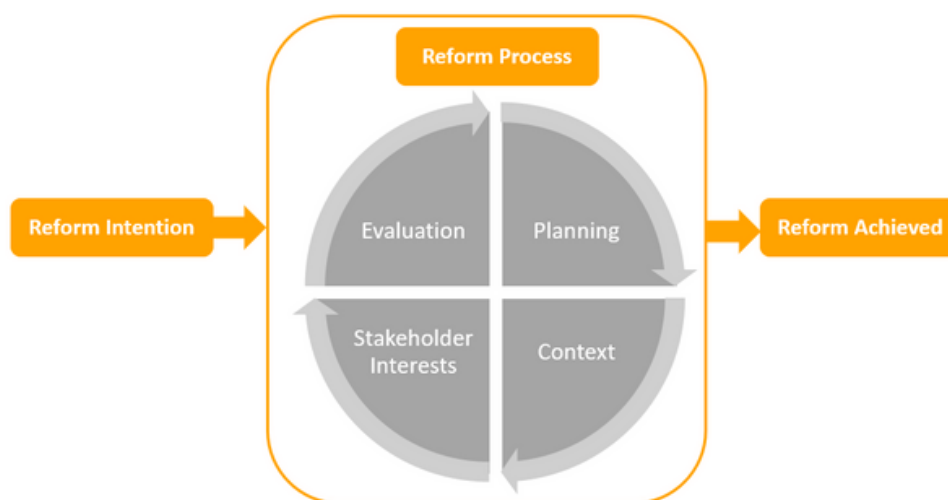 Reform Process
Reform Intention
Evaluation
Planning
Reform Achieved
Stakeholder
Interests
Context